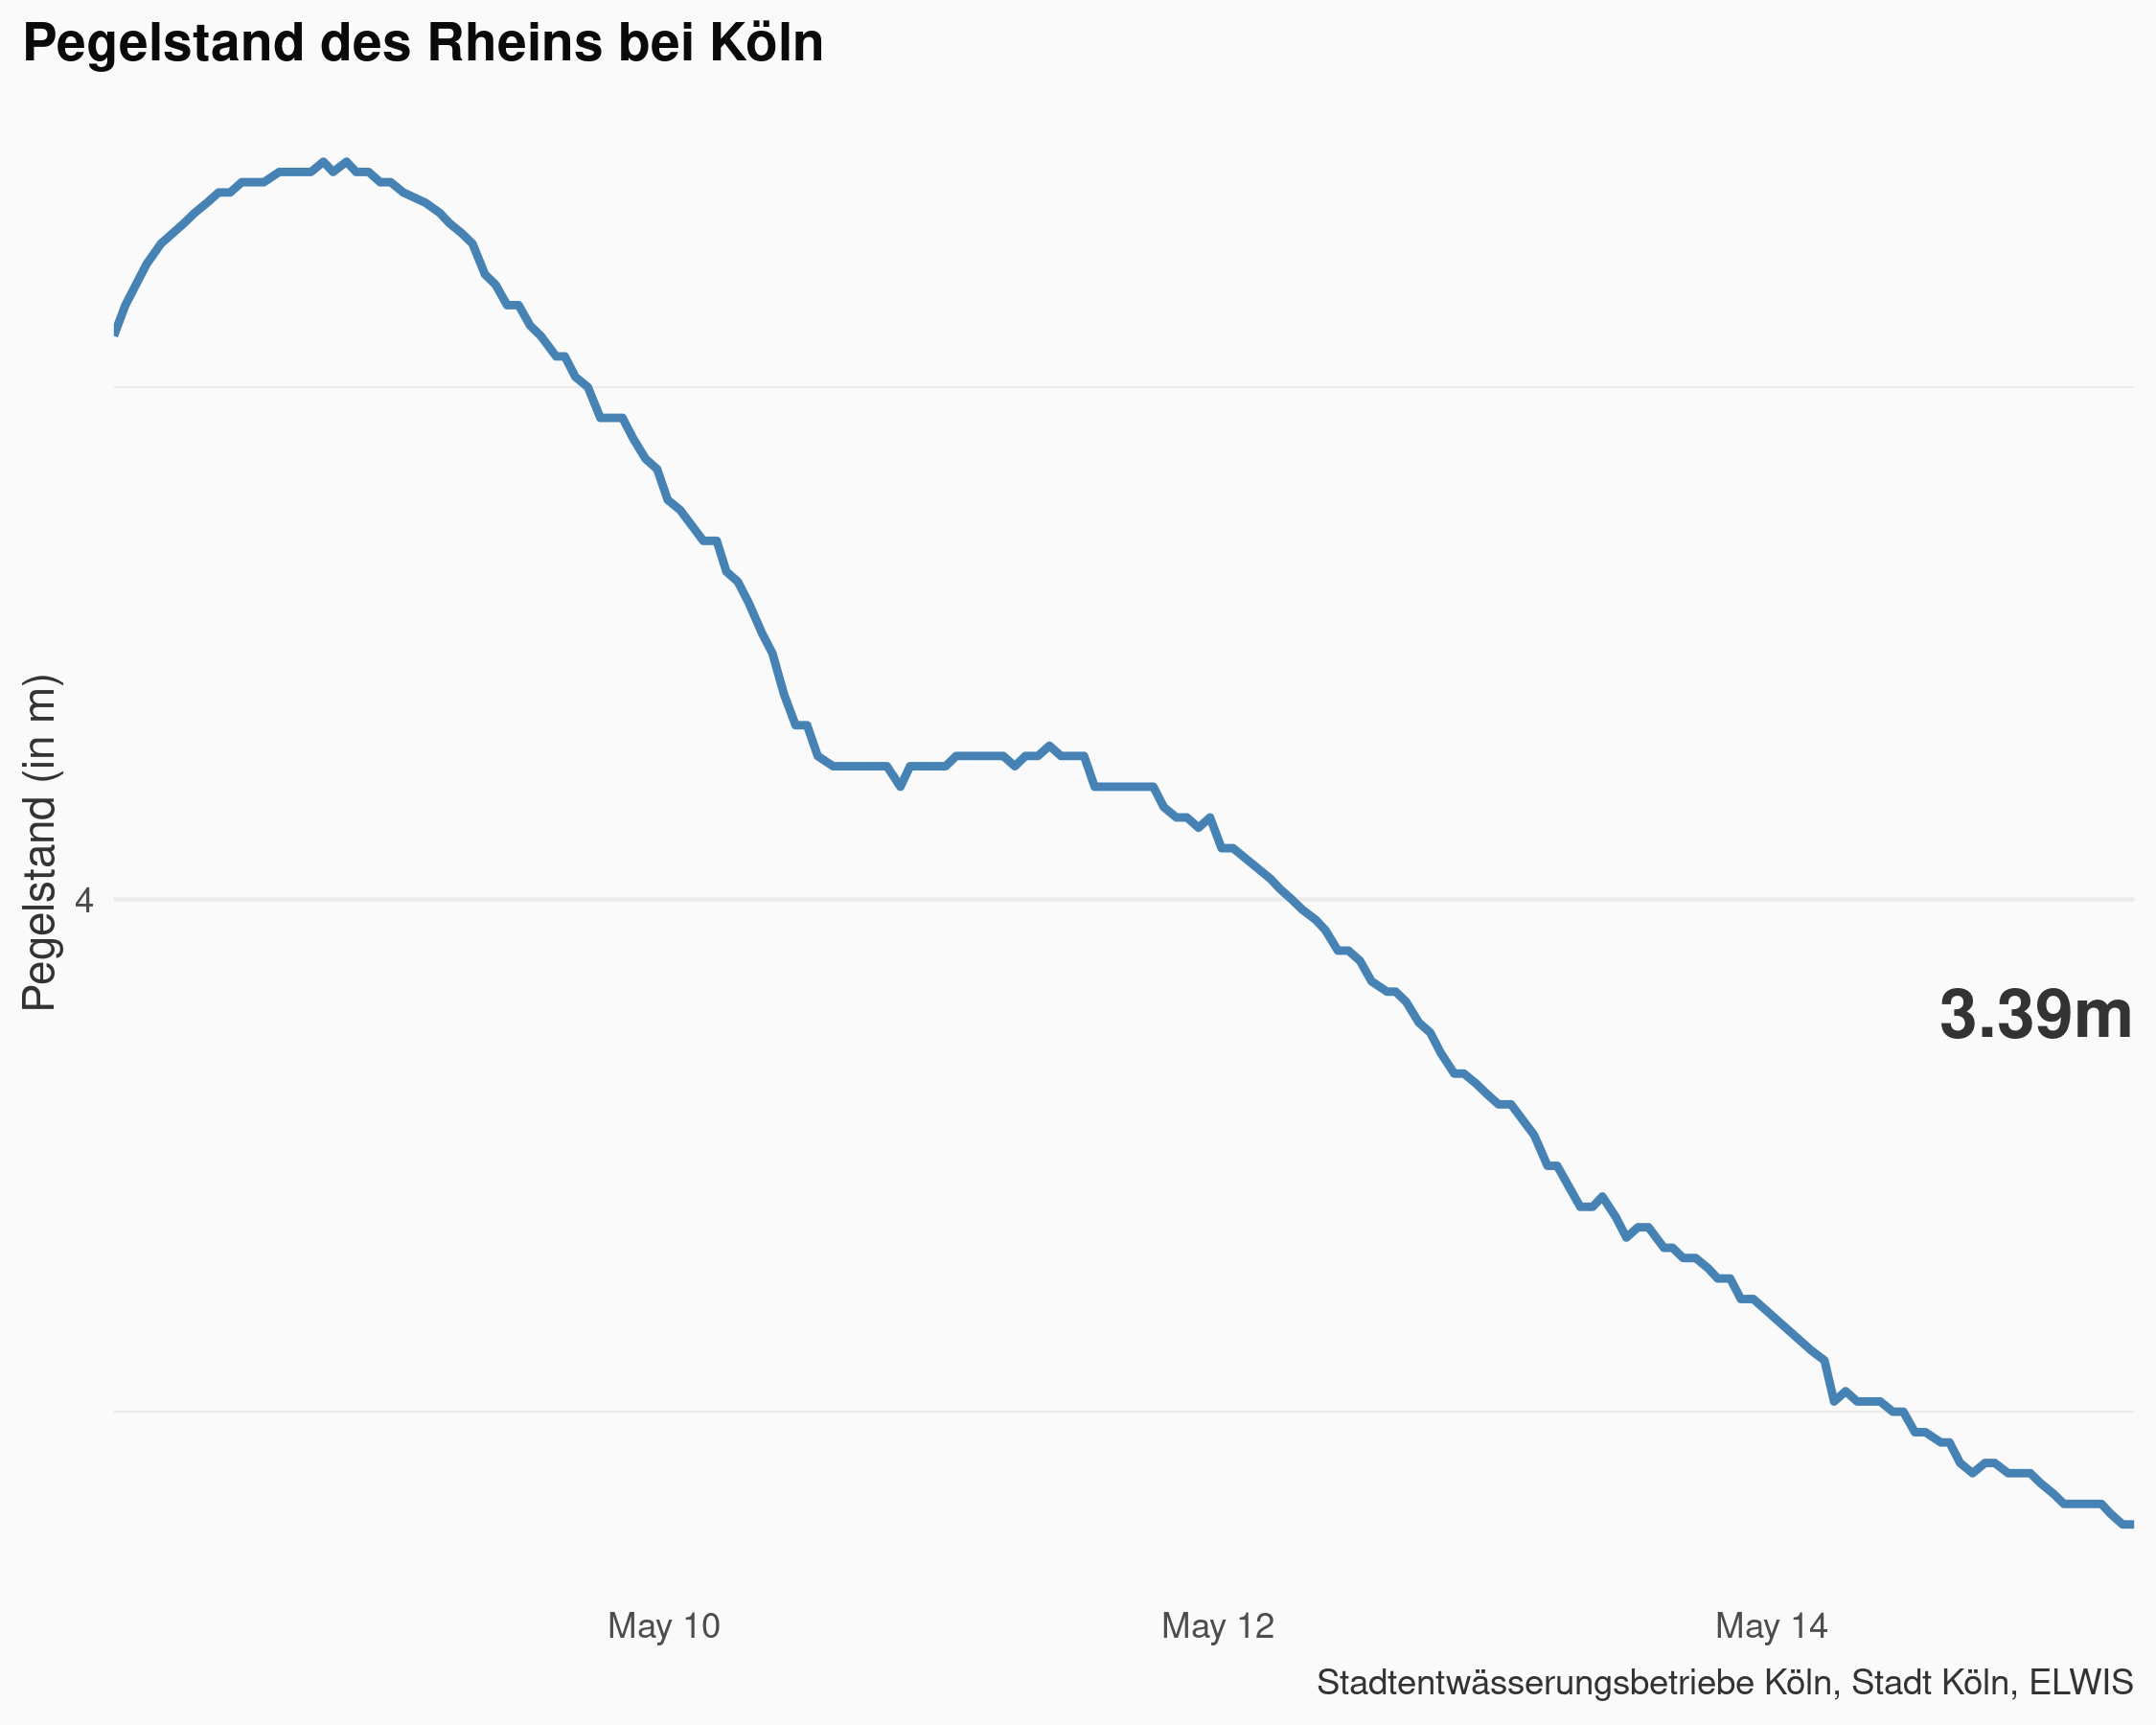 Pegelstand des Rheins bei Köln
Pegelstand (in m)
4
3.39m
May 10
May 12
May 14
Stadtentwässerungsbetriebe Köln, Stadt Köln, ELWIS